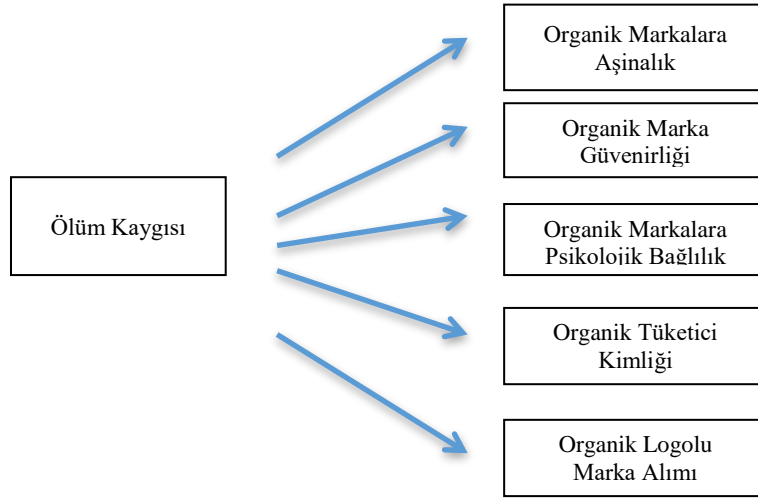 Organik Markalara
Aşinalık
Organik Marka
Güvenirliği
Ölüm Kaygısı
Organik Markalara
Psikolojik Bağlılık
Organik Tüketici
Kimliği
Organik Logolu
Marka Alımı